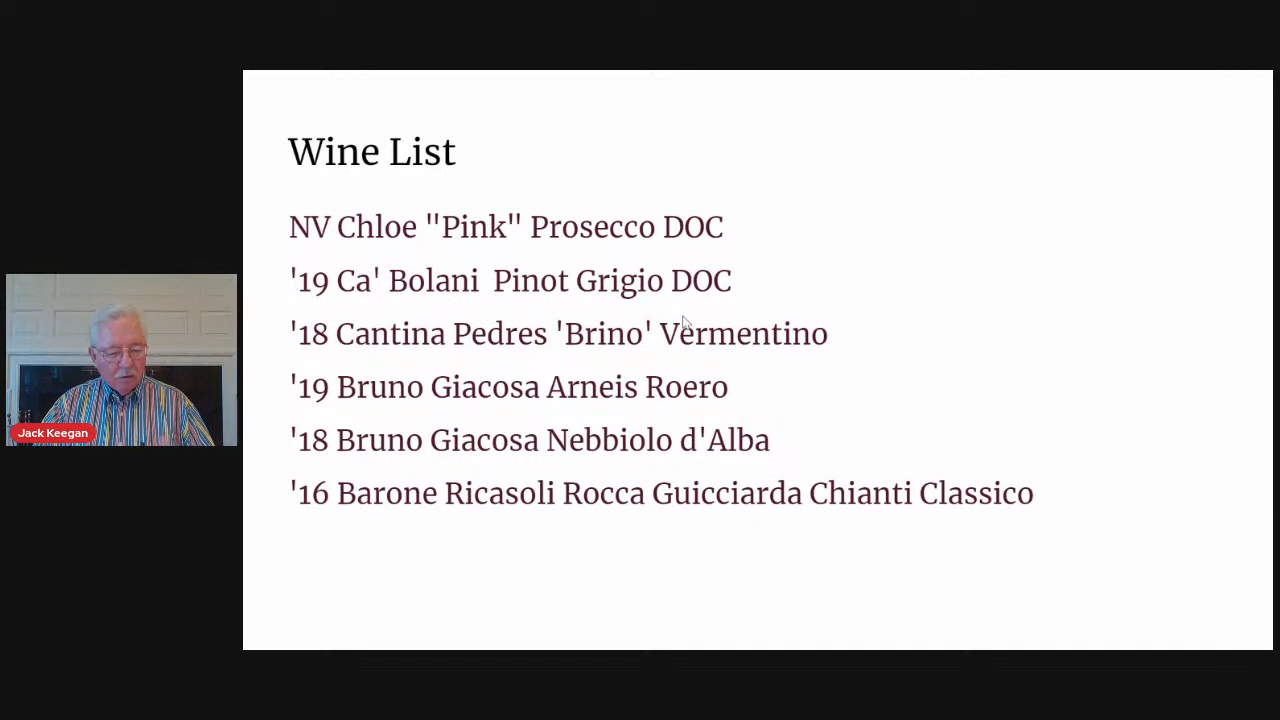 Wine List
NV Chloe "Pink" Prosecco DOC
'19 Ca' Bolani  Pinot Grigio DOC
'18 Cantina Pedres 'Brino' Vermentino
'19 Bruno Giacosa Arneis Roero
'18 Bruno Giacosa Nebbiolo d'Alba
'16 Barone Ricasoli Rocca Guicciarda Chianti Classico
Jack Keegan